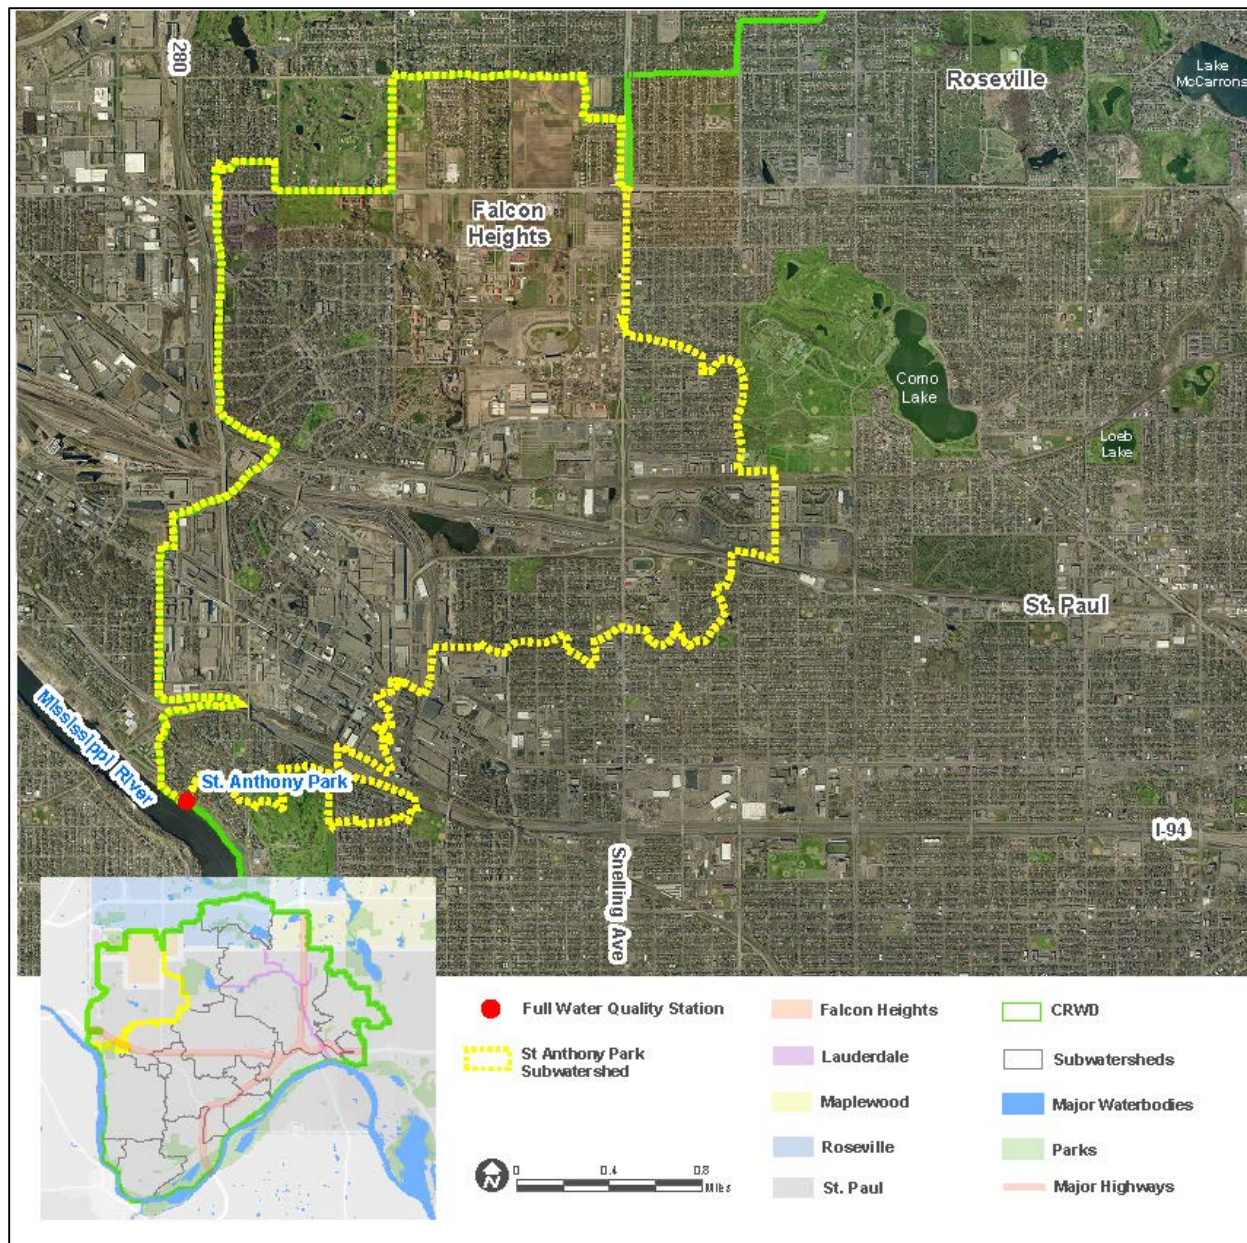 280
Roseville
Lake
McCarrons
Falcon
Heights
Como
Lake
Loeb
Lake
St. Paul
Mississippi River
St. Anthony Park
I-94
Snelling Ave
Full Water Quality Station
St Anthony Park
Subwatershed
N
0 0.4 0.8
Miles
Falcon Heights
Lauderdale
Maplewood
Roseville
St. Paul
CRWD
Subwatersheds
Major Waterbodies
Parks
Major Highways